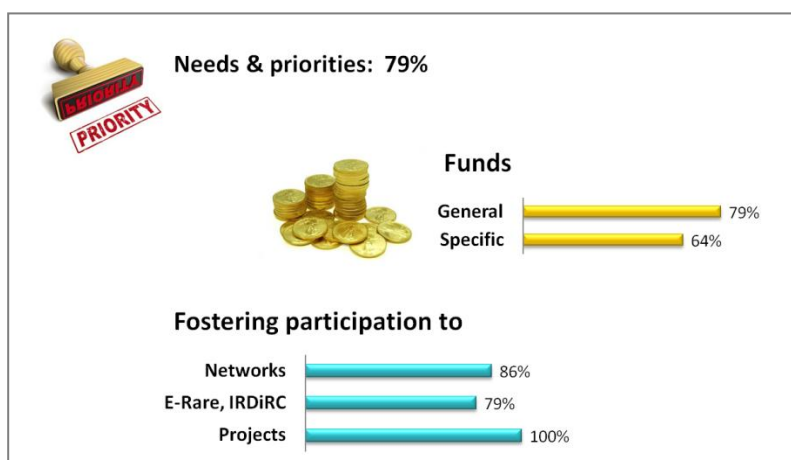 Needs & priorities: 79%
PRIORITY
PRIORITY
Funds
General 79%
Specific 64%
Fostering participation to
Networks 86%
E-Rare, IRDiRC 79%
Projects 100%